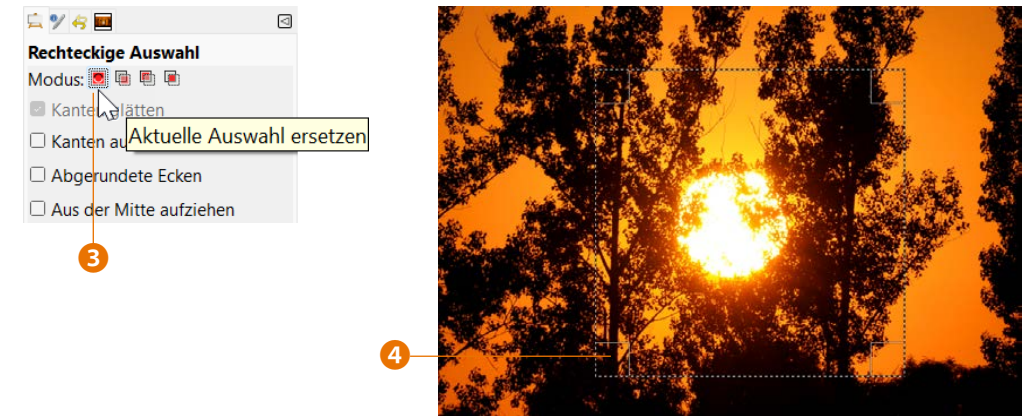 Rechteckige Auswahl
Modus:
Kanten glätten
Aktuelle Auswahl ersetzen
Kanten au
Abgerundete Ecken
Aus der Mitte aufziehen
3
4